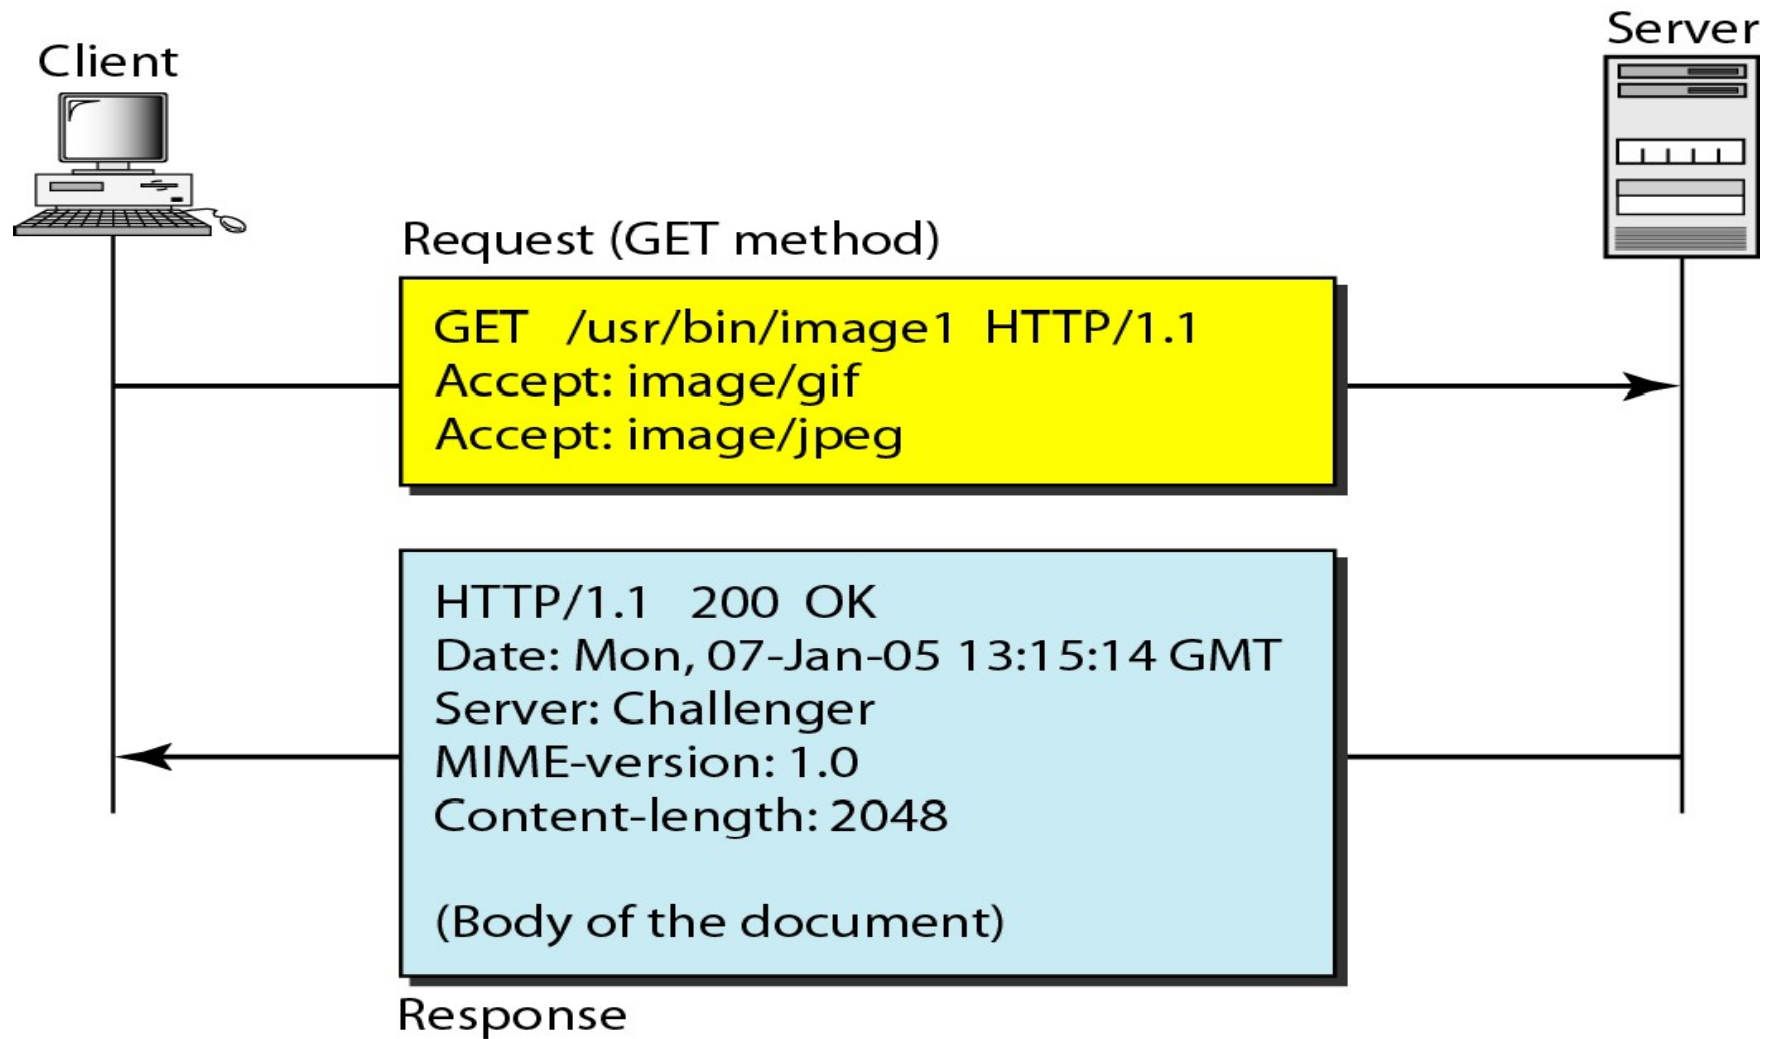 Client
Server
Request (GET method)
GET /usr/bin/image1 HTTP/1.1
Accept: image/gif
Accept: image/jpeg
HTTP/1.1 200 OK
Date: Mon, 07-Jan-05 13:15:14 GMT
Server: Challenger
MIME-version: 1.0
Content-length: 2048
(Body of the document)
Response